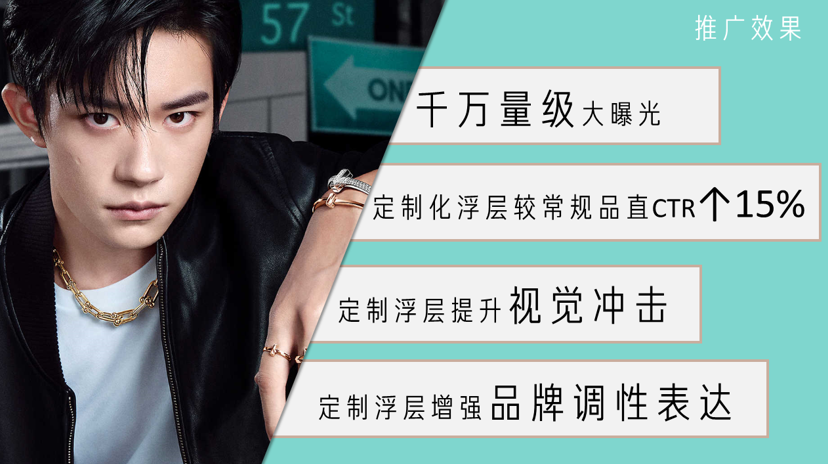 推广效果
57 St
ONE
千万量级大曝光
定制化浮层较常规品直CTR↑15%
定制浮层提升视觉冲击
定制浮层增强品牌调性表达